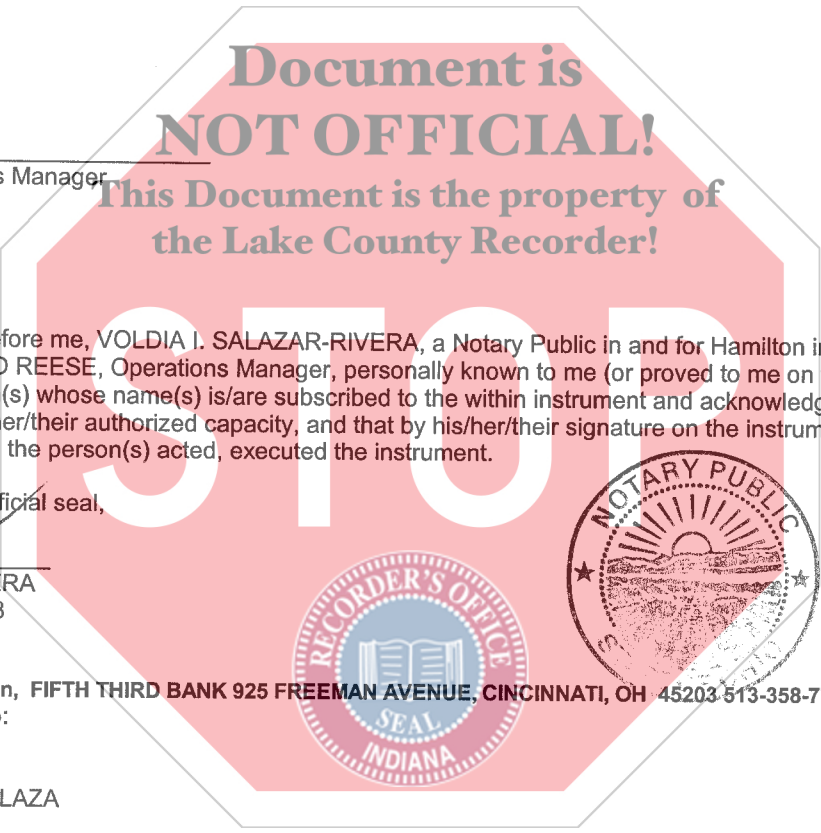 Document is
NOT OFFICIAL!
s Manager,
This Document is the property of
the Lake County Recorder!
STOP
fore me, VOLDIA I. SALAZAR-RIVERA, a Notary Public in and for Hamilton in
REESE, Operations Manager, personally known to me (or proved to me on
(s) whose name(s) is/are subscribed to the within instrument and acknowledg
er/their authorized capacity, and that by his/her/their signature on the instrum
the person(s) acted, executed the instrument.
ficial seal,
NOTARY PUBLIC
ERA
RECORDER'S OFFICE
SEAL
INDIANA
n, FIFTH THIRD BANK 925 FREEMAN AVENUE, CINCINNATI, OH 45203 513-358-7
:
LAZA